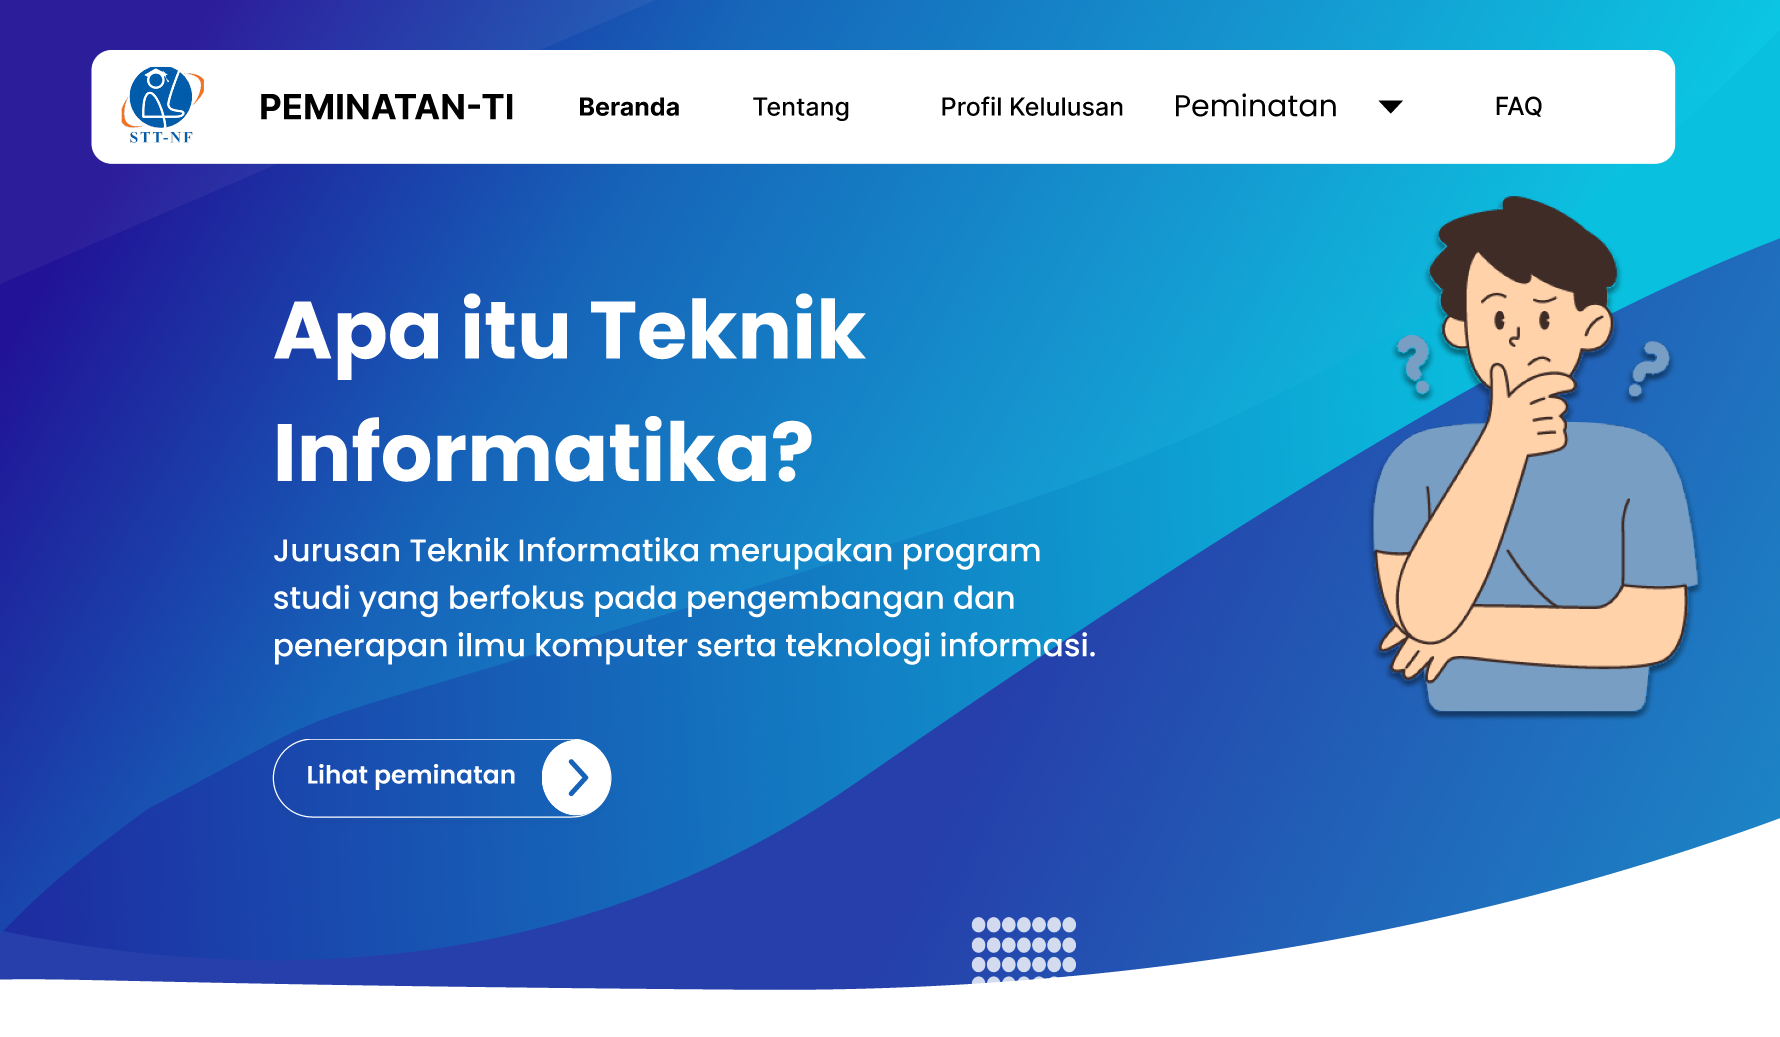 STT-NF
PEMINATAN-TI
Beranda
Tentang
Profil Kelulusan
Peminatan
FAQ
Apa itu Teknik
Informatika?
Jurusan Teknik Informatika merupakan program
studi yang berfokus pada pengembangan dan
penerapan ilmu komputer serta teknologi informasi.
Lihat peminatan
? ?